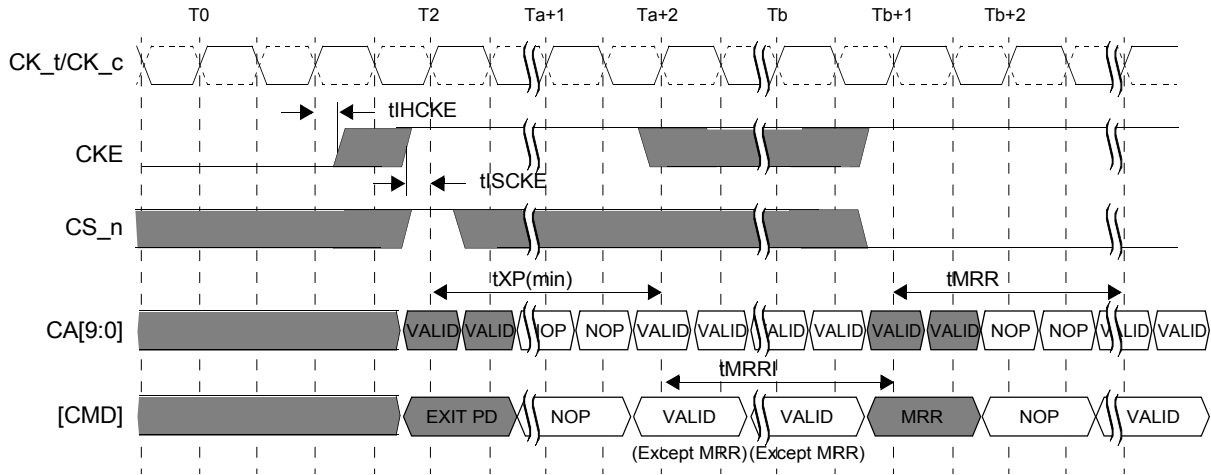 T0 T2 Ta+1 Ta+2 Tb Tb+1 Tb+2
CK_t/CK_c
tIHCKE
CKE
tISCKE
CS_n
tXP(min) tMRR
CA[9:0] VALID VALID NOP NOP VALID VALID VALID VALID VALID VALID NOP NOP VALID VALID
tMRRI
[CMD] EXIT PD NOP VALID VALID MRR NOP VALID
(Except MRR) (Except MRR)